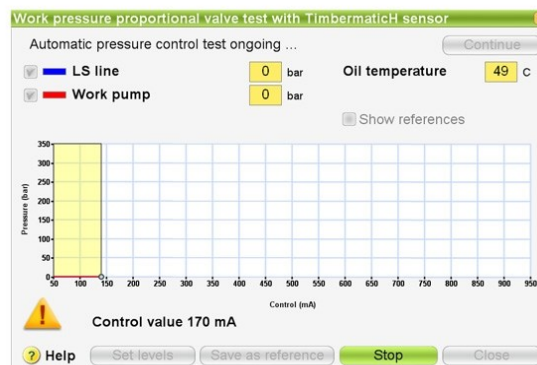 Work pressure proportional valve test with TimbermaticH sensor
Automatic pressure control test ongoing ...
Continue
LS line 0 bar Oil temperature 49 C
Work pump 0 bar
Show references
Pressure (bar)
350
300
250
200
150
100
50
0
50 100 150 200 250 300 350 400 450 500 550 600 650 700 750 800 850 900 950
Control (mA)
Control value 170 mA
? Help Set levels Save as reference Stop Close